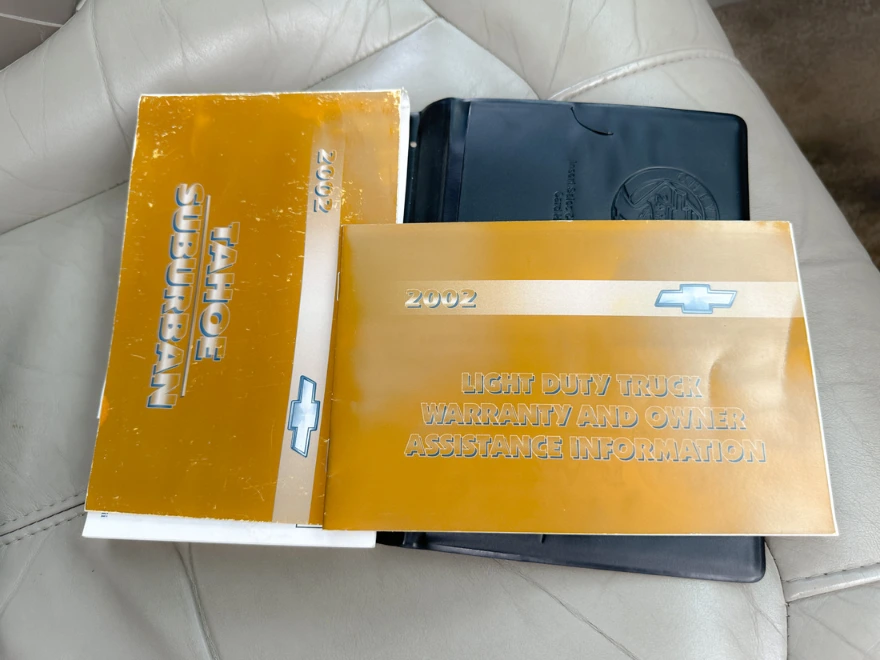 2002
TAHOE
SUBURBAN
2002
LIGHT DUTY TRUCK
WARRANTY AND OWNER
ASSISTANCE INFORMATION